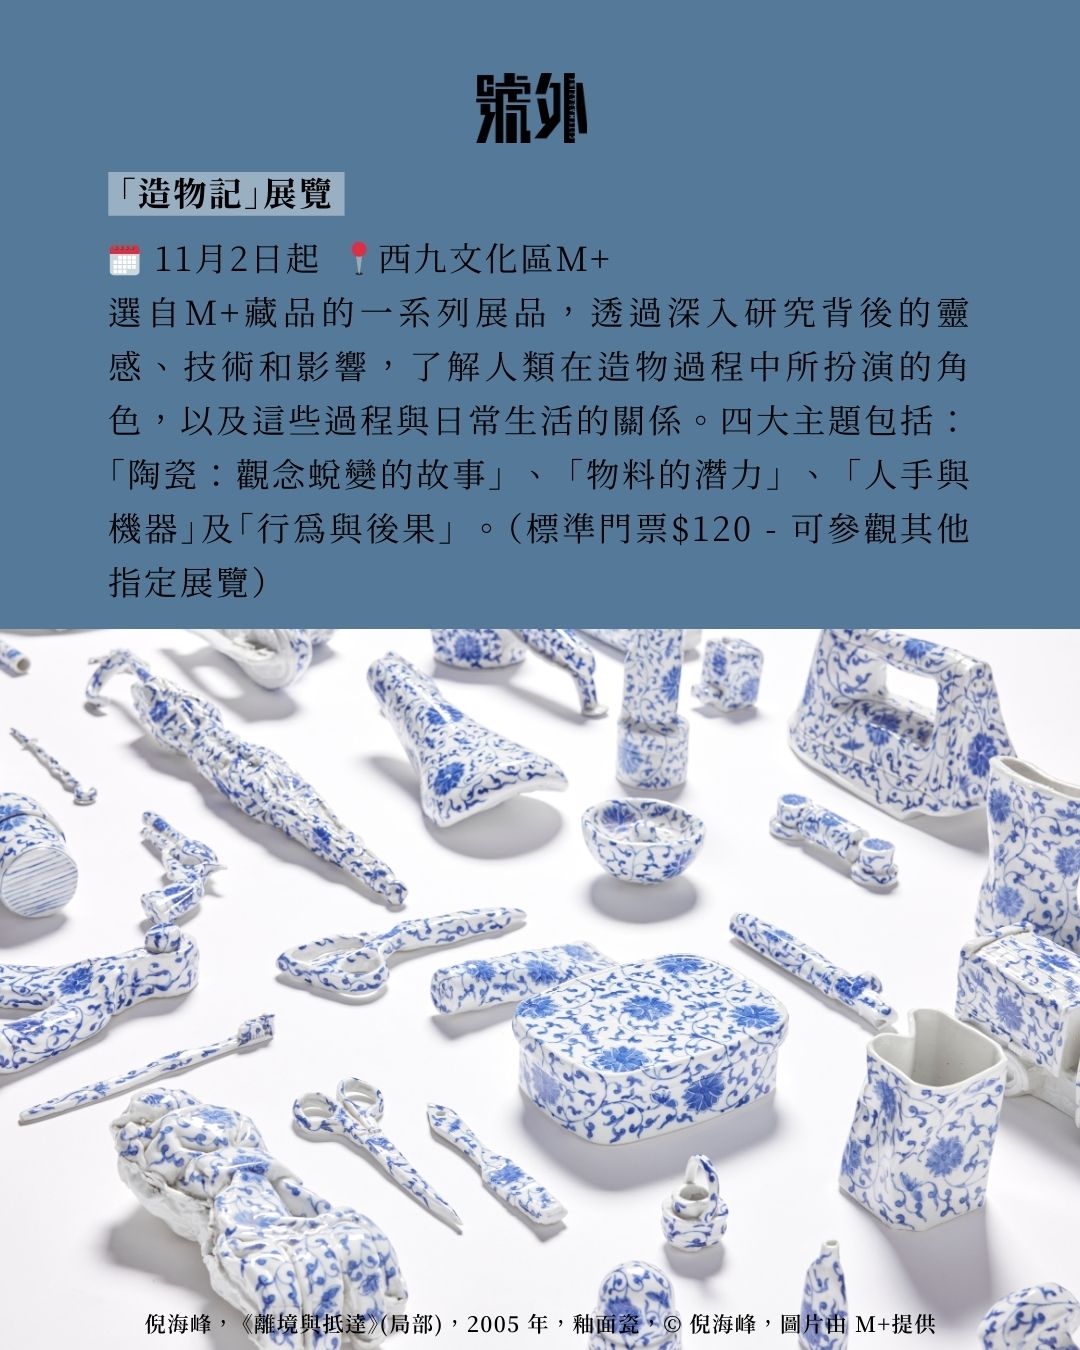 號外
「造物記」展覽
11月2日起 西九文化區M+
選自M+藏品的一系列展品，透過深入研究背後的靈
感、技術和影響，了解人類在造物過程中所扮演的角
色，以及這些過程與日常生活的關係。四大主題包括：
「陶瓷：觀念蛻變的故事」、「物料的潛力」、「人手與
機器」及「行爲與後果」。（標準門票$120 - 可參觀其他
指定展覽）
倪海峰，《離境與抵達》(局部)，2005 年，釉面瓷，© 倪海峰，圖片由 M+提供